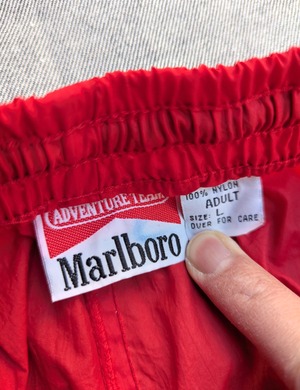 ADVENTURE TEAM
Marlboro
100% NYLON
ADULT
SIZE: L
OVER FOR CARE